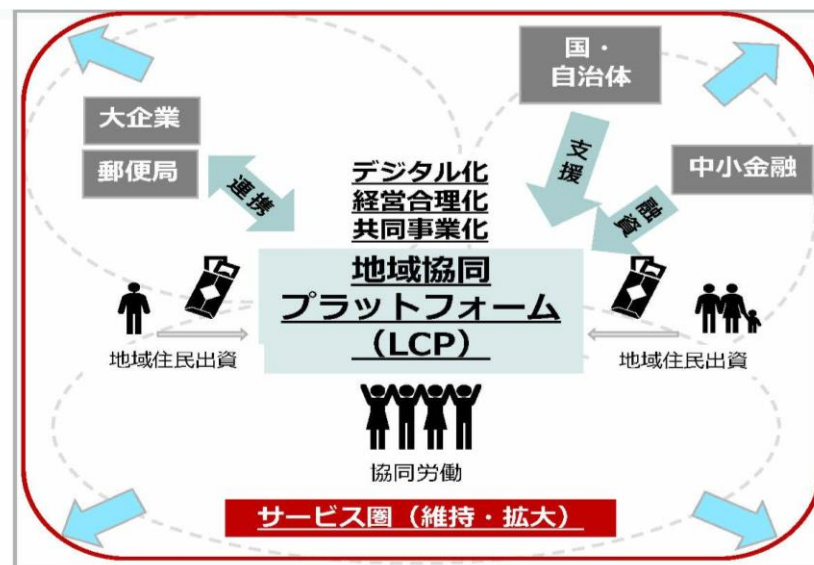 国・
自治体
大企業
郵便局
中小金融
連携
支援
融資
デジタル化
経営合理化
共同事業化
地域協同
プラットフォーム
（LCP）
地域住民出資
地域住民出資
協同労働
サービス圏（維持・拡大）